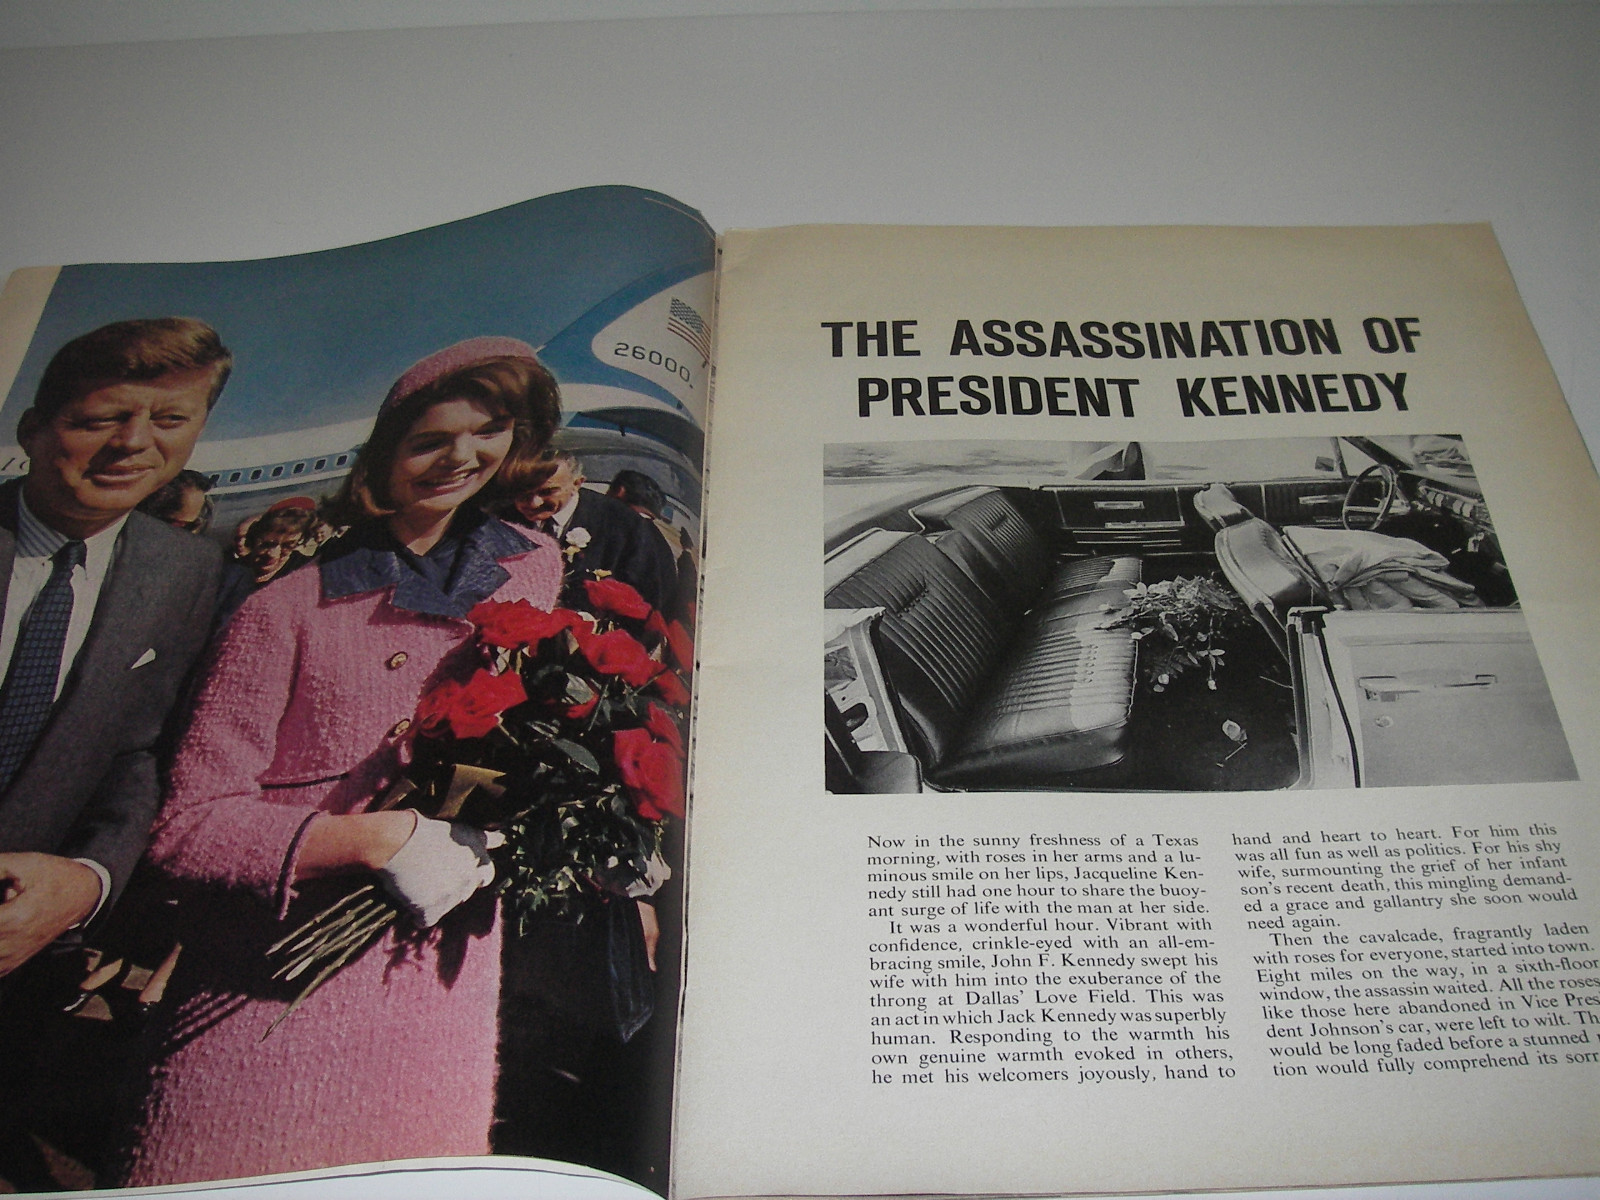 26000
THE ASSASSINATION OF
PRESIDENT KENNEDY
Now in the sunny freshness of a Texas
morning, with roses in her arms and a lu-
minous smile on her lips, Jacqueline Ken-
nedy still had one hour to share the buoy-
ant surge of life with the man at her side.
It was a wonderful hour. Vibrant with
confidence, crinkle-eyed with an all-em-
bracing smile, John F. Kennedy swept his
wife with him into the exuberance of the
throng at Dallas' Love Field. This was
an act in which Jack Kennedy was superbly
human. Responding to the warmth his
own genuine warmth evoked in others,
he met his welcomers joyously, hand to
hand and heart to heart. For him this
was all fun as well as politics. For his shy
wife, surmounting the grief of her infant
son's recent death, this mingling demand-
ed a grace and gallantry she soon would
need again.
Then the cavalcade, fragrantly laden
with roses for everyone, started into town.
Eight miles on the way, in a sixth-floor
window, the assassin waited. All the roses
like those here abandoned in Vice Pres
dent Johnson's car, were left to wilt. Th
would be long faded before a stunned
tion would fully comprehend its sorr